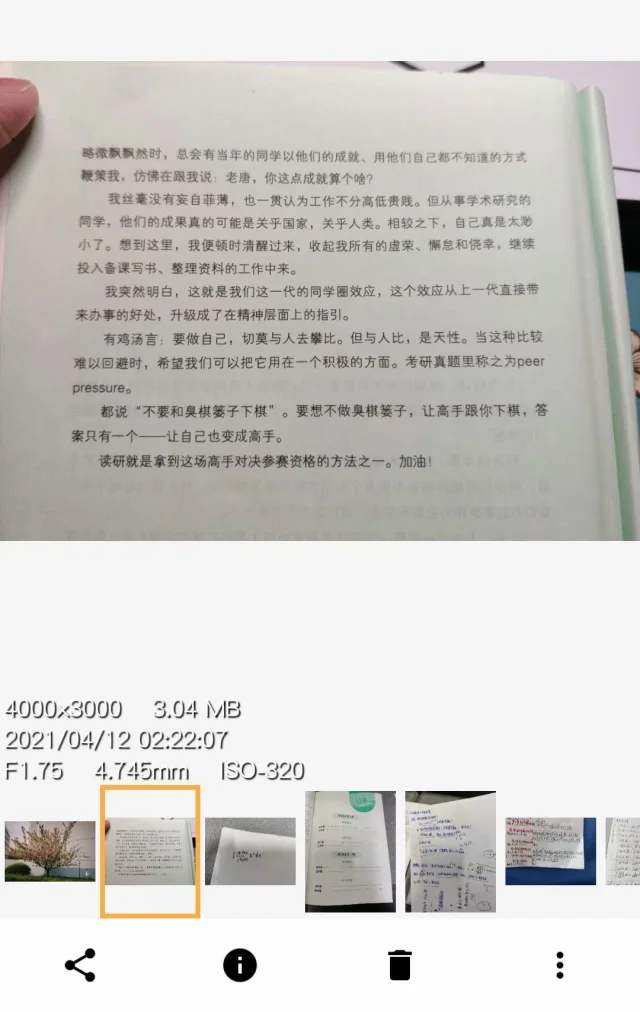 略微飘飘然时，总会有当年的同学以他们的成就、用他们自己都不知道的方式
鞭策我，仿佛在跟我说：老唐，你这点成就算个啥？
我丝毫没有妄自菲薄，也一贯认为工作不分高低贵贱。但从事学术研究的
同学，他们的成果真的可能是关乎国家，关乎人类。相较之下，自己真是太渺
小了。想到这里，我便顿时清醒过来，收起我所有的虚荣、懈怠和侥幸，继续
投入备课写书、整理资料的工作中来。
我突然明白，这就是我们这一代的同学圈效应，这个效应从上一代直接带
来办事的好处，升级成了在精神层面上的指引。
有鸡汤言：要做自己，切莫与人去攀比。但与人比，是天性。当这种比较
难以回避时，希望我们可以把它用在一个积极的方面。考研真题里称之为peer
pressure。
都说“不要和臭棋篓子下棋”。要想不做臭棋篓子，让高手跟你下棋，答
案只有一个——让自己也变成高手。
读研就是拿到这场高手对决参赛资格的方法之一。加油！
4000x3000 3.04 MB
2021/04/12 02:22:07
F1.75 4.745mm ISO-320